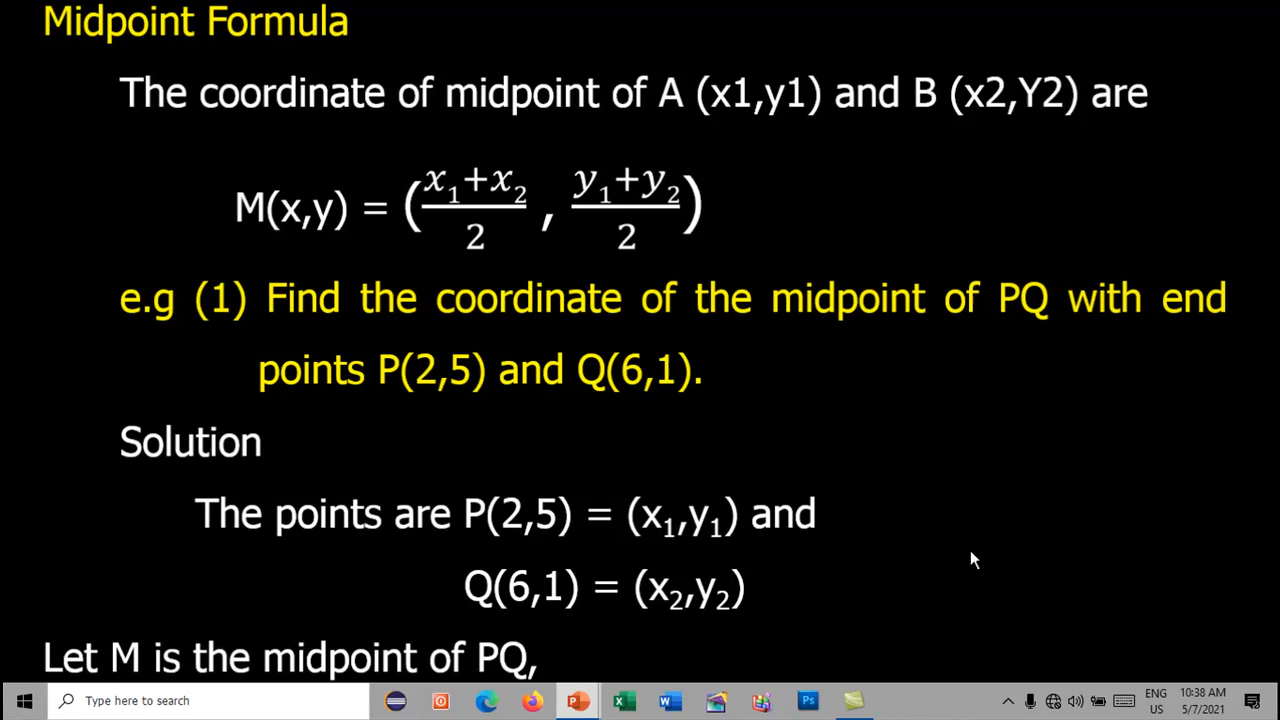 Midpoint Formula
The coordinate of midpoint of A (x1,y1) and B (x2,Y2) are
M(x,y) = (x₁+x₂/2 , y₁+y₂/2)
e.g (1) Find the coordinate of the midpoint of PQ with end
points P(2,5) and Q(6,1).
Solution
The points are P(2,5) = (x₁,y₁) and
Q(6,1) = (x₂,y₂)
Let M is the midpoint of PQ,
Type here to search
ENG
US
10:38 AM
5/7/2021